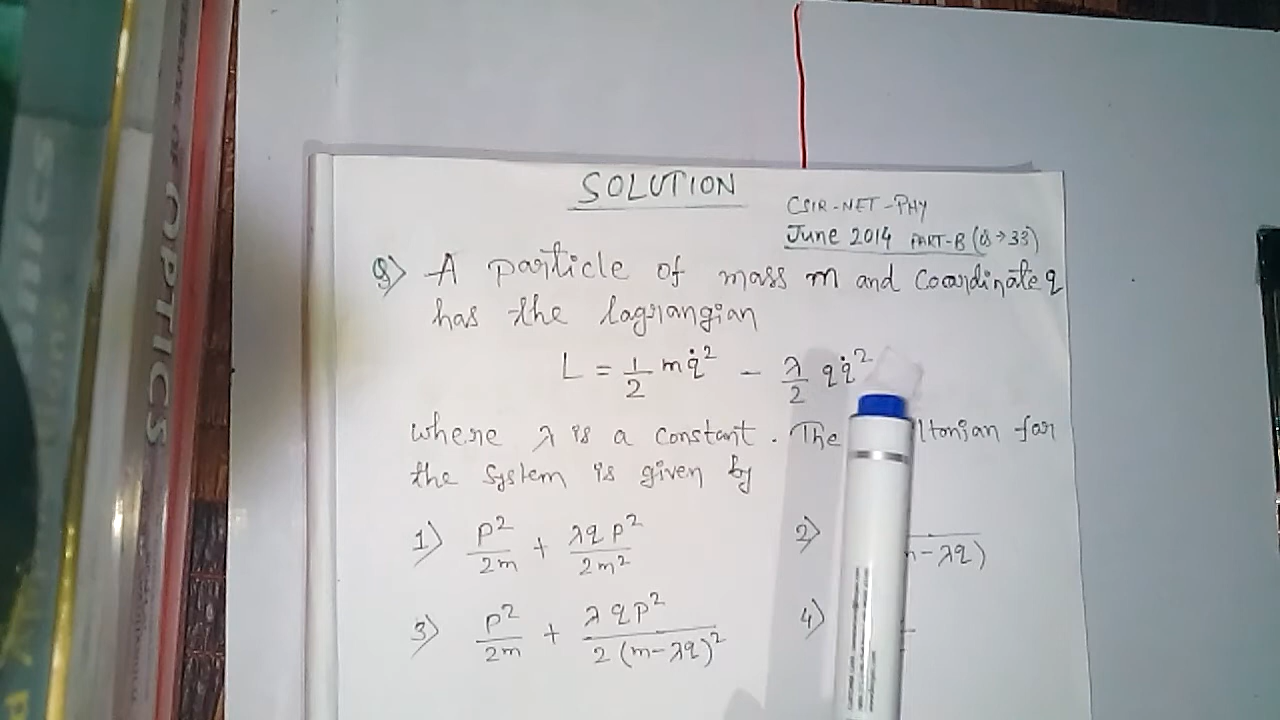 OPTICS
SOLUTION
CSIR-NET-PHY
June 2014 PART-B (Q→33)
Q> A particle of mass m and coordinate q
has the lagrangian
L = 1/2 mq̇² - λ/2 qq̇²
where λ is a constant. The ltonian for
the system is given by
1) p²/2m + λqp²/2m² 2) - λq)
3) p²/2m + λqp²/2(m-λq)² 4)